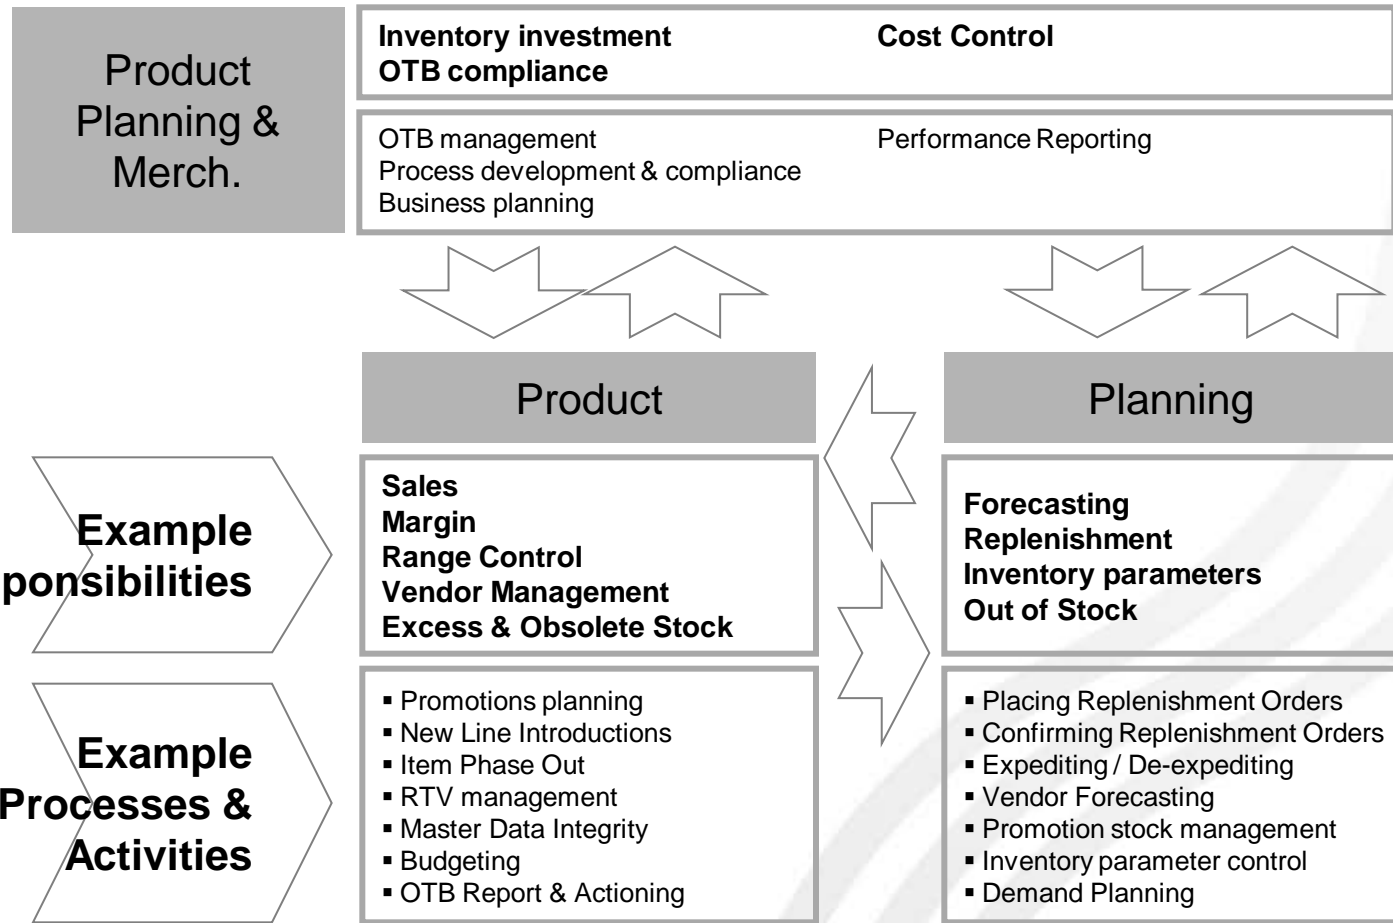 Product
Planning &
Merch.
Inventory investment
OTB compliance
Cost Control
OTB management
Process development & compliance
Business planning
Performance Reporting
Product
Planning
Example
ponsibilities
Sales
Margin
Range Control
Vendor Management
Excess & Obsolete Stock
Forecasting
Replenishment
Inventory parameters
Out of Stock
Example
Processes &
Activities
▪ Promotions planning
▪ New Line Introductions
▪ Item Phase Out
▪ RTV management
▪ Master Data Integrity
▪ Budgeting
▪ OTB Report & Actioning
▪ Placing Replenishment Orders
▪ Confirming Replenishment Orders
▪ Expediting / De-expediting
▪ Vendor Forecasting
▪ Promotion stock management
▪ Inventory parameter control
▪ Demand Planning